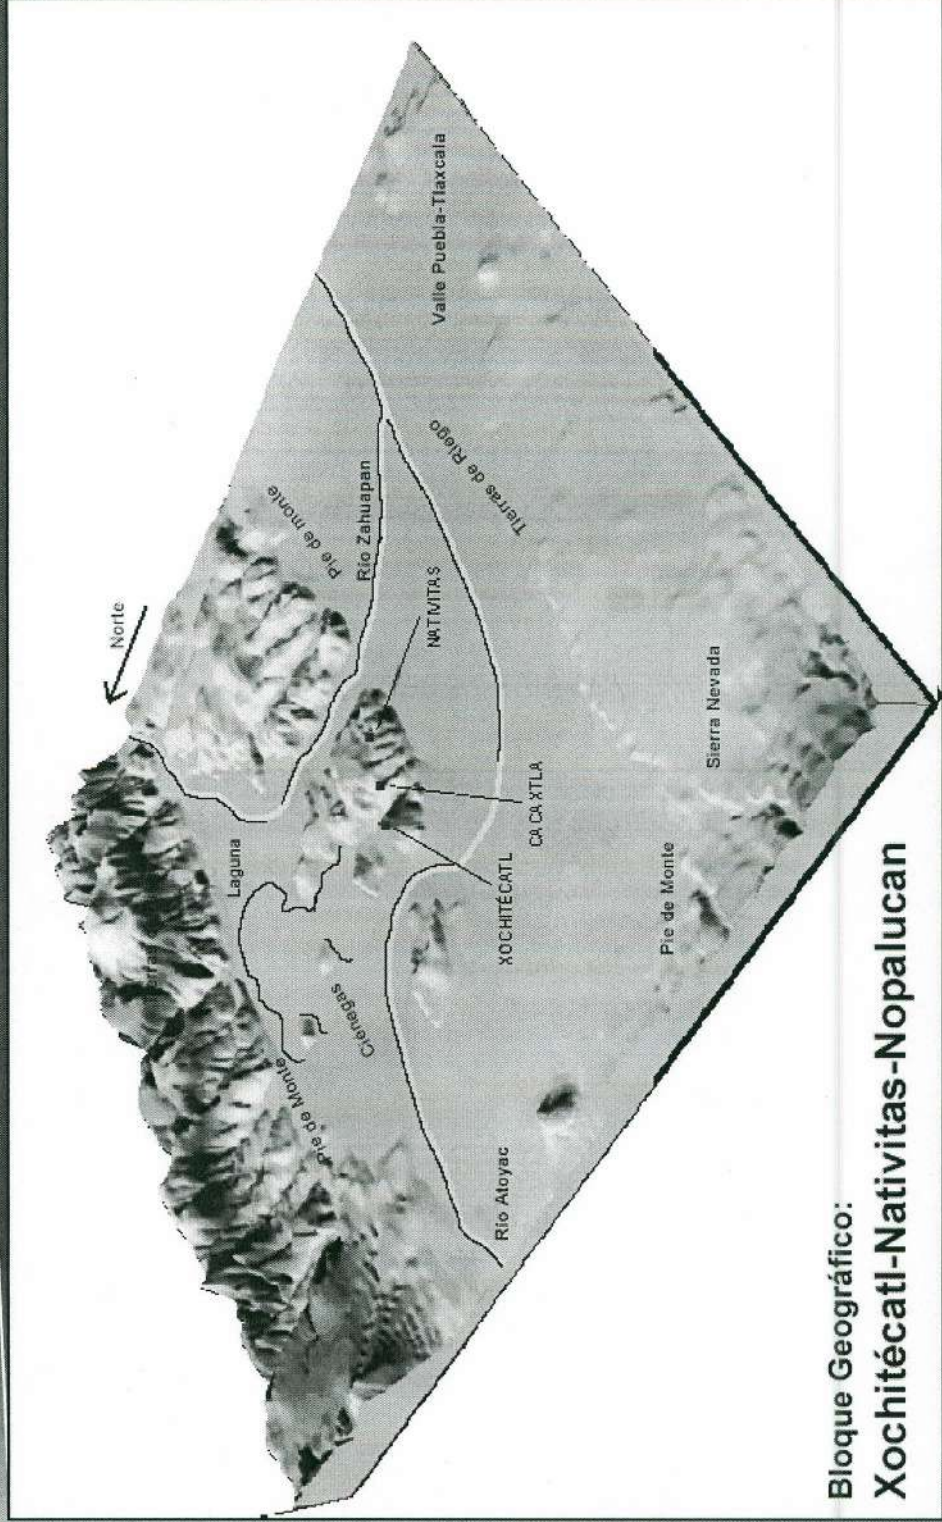 Norte
Laguna
Pie de monte
Río Zahuapan
Valle Puebla-Tlaxcala
Tierras de Riego
NATIVITAS
CACAXTLA
XOCHITÉCATL
Cienegas
Pie de Monte
Río Atoyac
Pie de Monte
Sierra Nevada
Bloque Geográfico:
Xochitécatl-Nativitas-Nopalucan